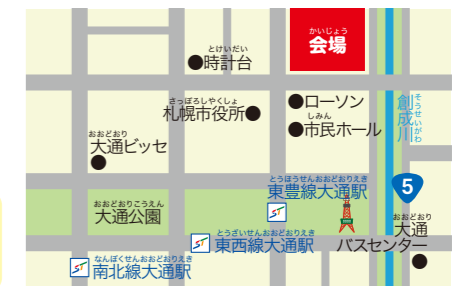 かいじょう
会場
とけいだい
●時計台
さっぽろしやくしょ
札幌市役所●
●ローソン
しみん
●市民ホール
そうせいがわ
創成川
おおどおり
大通ビッセ
とうほうせんおおどおりえき
東豊線大通駅
5
おおどおりこうえん
大通公園
とうざいせんおおどおりえき
ST 東西線大通駅
おおどおり
大通
バスセンター
なんぼくせんおおどおりえき
ST 南北線大通駅
ST